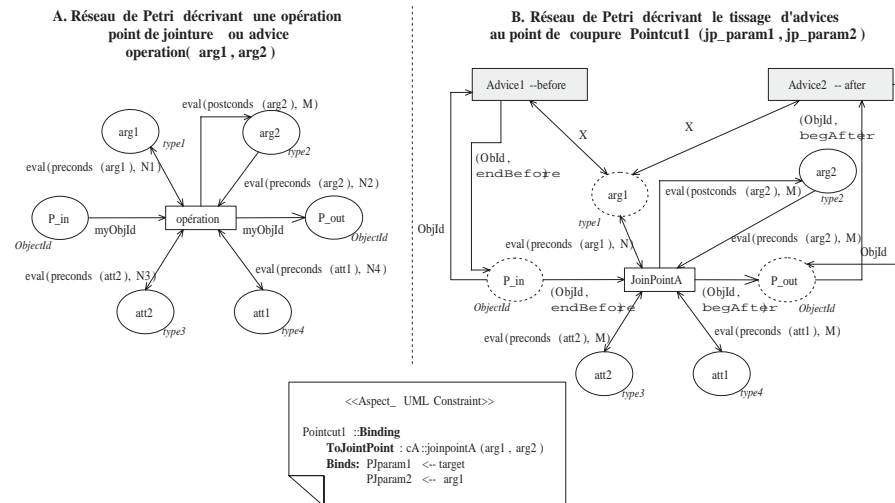 A. Réseau de Petri décrivant une opération
point de jointure ou advice
operation( arg1 , arg2 )
eval(postconds (arg2 ), M)
arg1
type1
arg2
type2
eval(preconds (arg1 ), N1)
eval(preconds (arg2 ), N2)
P_in
ObjectId
myObjId
opération
myObjId
P_out
ObjectId
eval(preconds (att2 ), N3)
eval(preconds (att1 ), N4)
att2
type3
att1
type4
B. Réseau de Petri décrivant le tissage d'advices
au point de coupure Pointcut1 (jp_param1 , jp_param2 )
Advice1 --before
Advice2 -- after
X
X
(ObjId ,
begAfter)
(ObId ,
endBefore)
arg1
type1
arg2
type2
eval(postconds (arg2 ), M)
ObjId
eval(preconds (arg1 ), N)
eval(preconds (arg2 ), M)
ObjId
P_in
ObjectId
JoinPointA
P_out
ObjectId
(ObjId ,
endBefore)
(ObjId ,
begAfter)
eval(preconds (att2 ), M)
eval(preconds (att1 ), M)
att2
type3
att1
type4
<<Aspect_ UML Constraint>>
Pointcut1 ::Binding
ToJointPoint : cA::joinpointA (arg1 , arg2 )
Binds: PJparam1 <-- target
PJparam2 <-- arg1